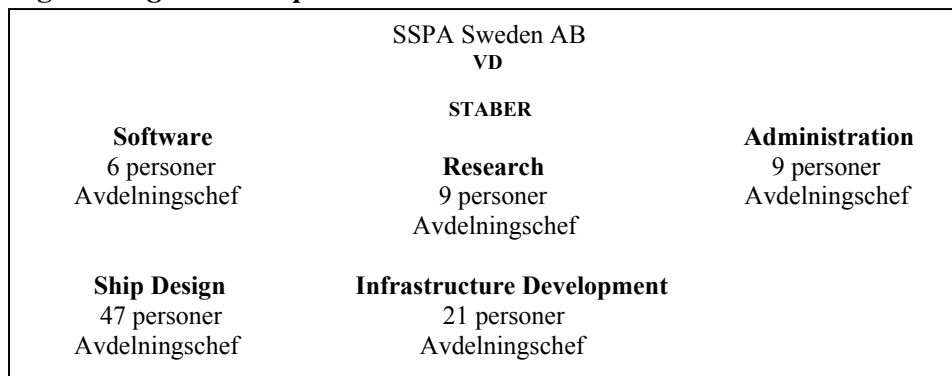 SSPA Sweden AB
VD
STABER
Software
6 personer
Avdelningschef
Research
9 personer
Avdelningschef
Administration
9 personer
Avdelningschef
Ship Design
47 personer
Avdelningschef
Infrastructure Development
21 personer
Avdelningschef